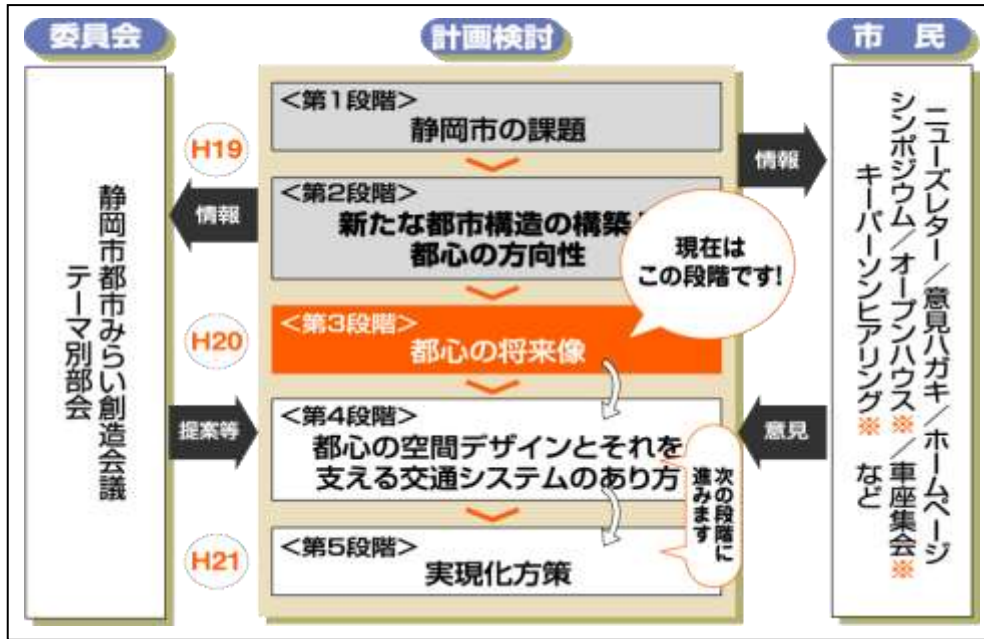 委員会
静岡市都市みらい創造会議
テーマ別部会
H19
情報
H20
提案等
H21
計画検討
<第1段階>
静岡市の課題
<第2段階>
新たな都市構造の構築
都心の方向性
現在は
この段階です!
<第3段階>
都心の将来像
<第4段階>
都心の空間デザインとそれを
支える交通システムのあり方
次の段階に
進みます
<第5段階>
実現化方策
情報
意見
市 民
ニューズレター/意見ハガキ/ホームページ
シンポジウム/オープンハウス※/車座集会※
キーパーソンヒアリング※ など